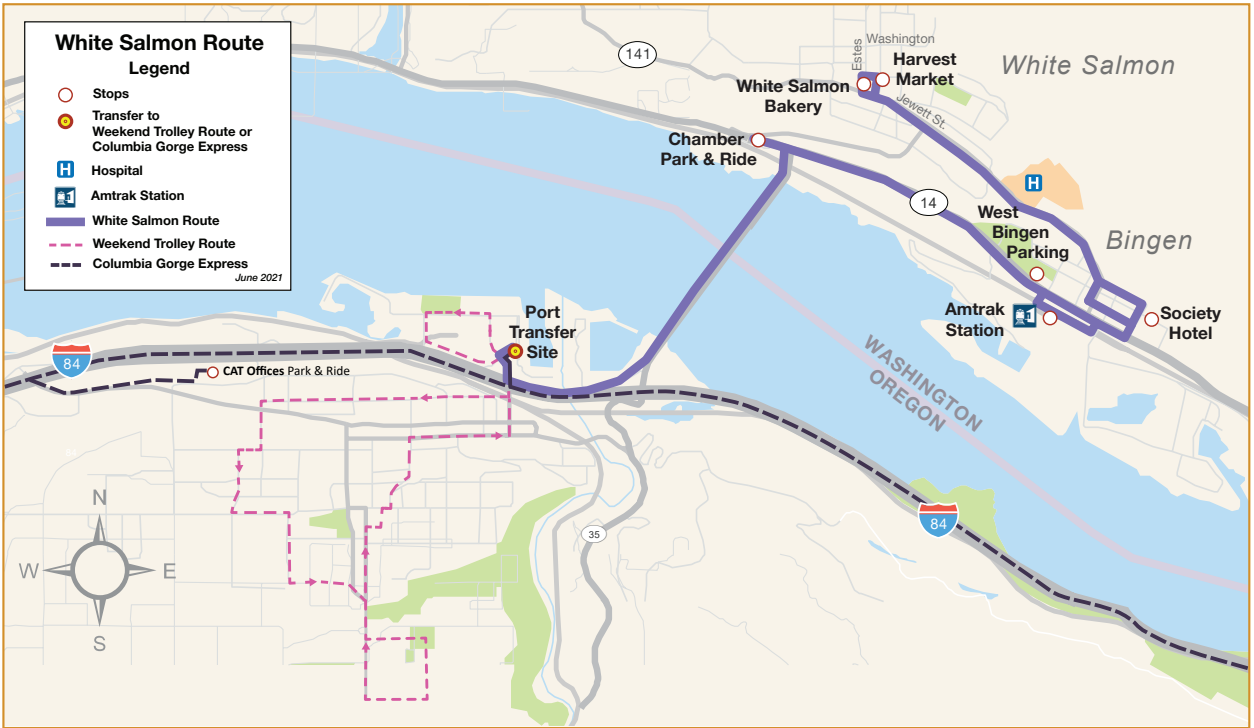 White Salmon Route
Legend
Stops
Transfer to
Weekend Trolley Route or
Columbia Gorge Express
H
Hospital
Amtrak Station
White Salmon Route
Weekend Trolley Route
Columbia Gorge Express
June 2021
141
Estes
Washington
Harvest
Market
White Salmon
White Salmon
Bakery
Jewett St.
Chamber
Park & Ride
H
14
West
Bingen
Parking
Bingen
Amtrak
Station
Society
Hotel
Port
Transfer
Site
84
CAT Offices Park & Ride
WASHINGTON
OREGON
84
35
N
W
E
S